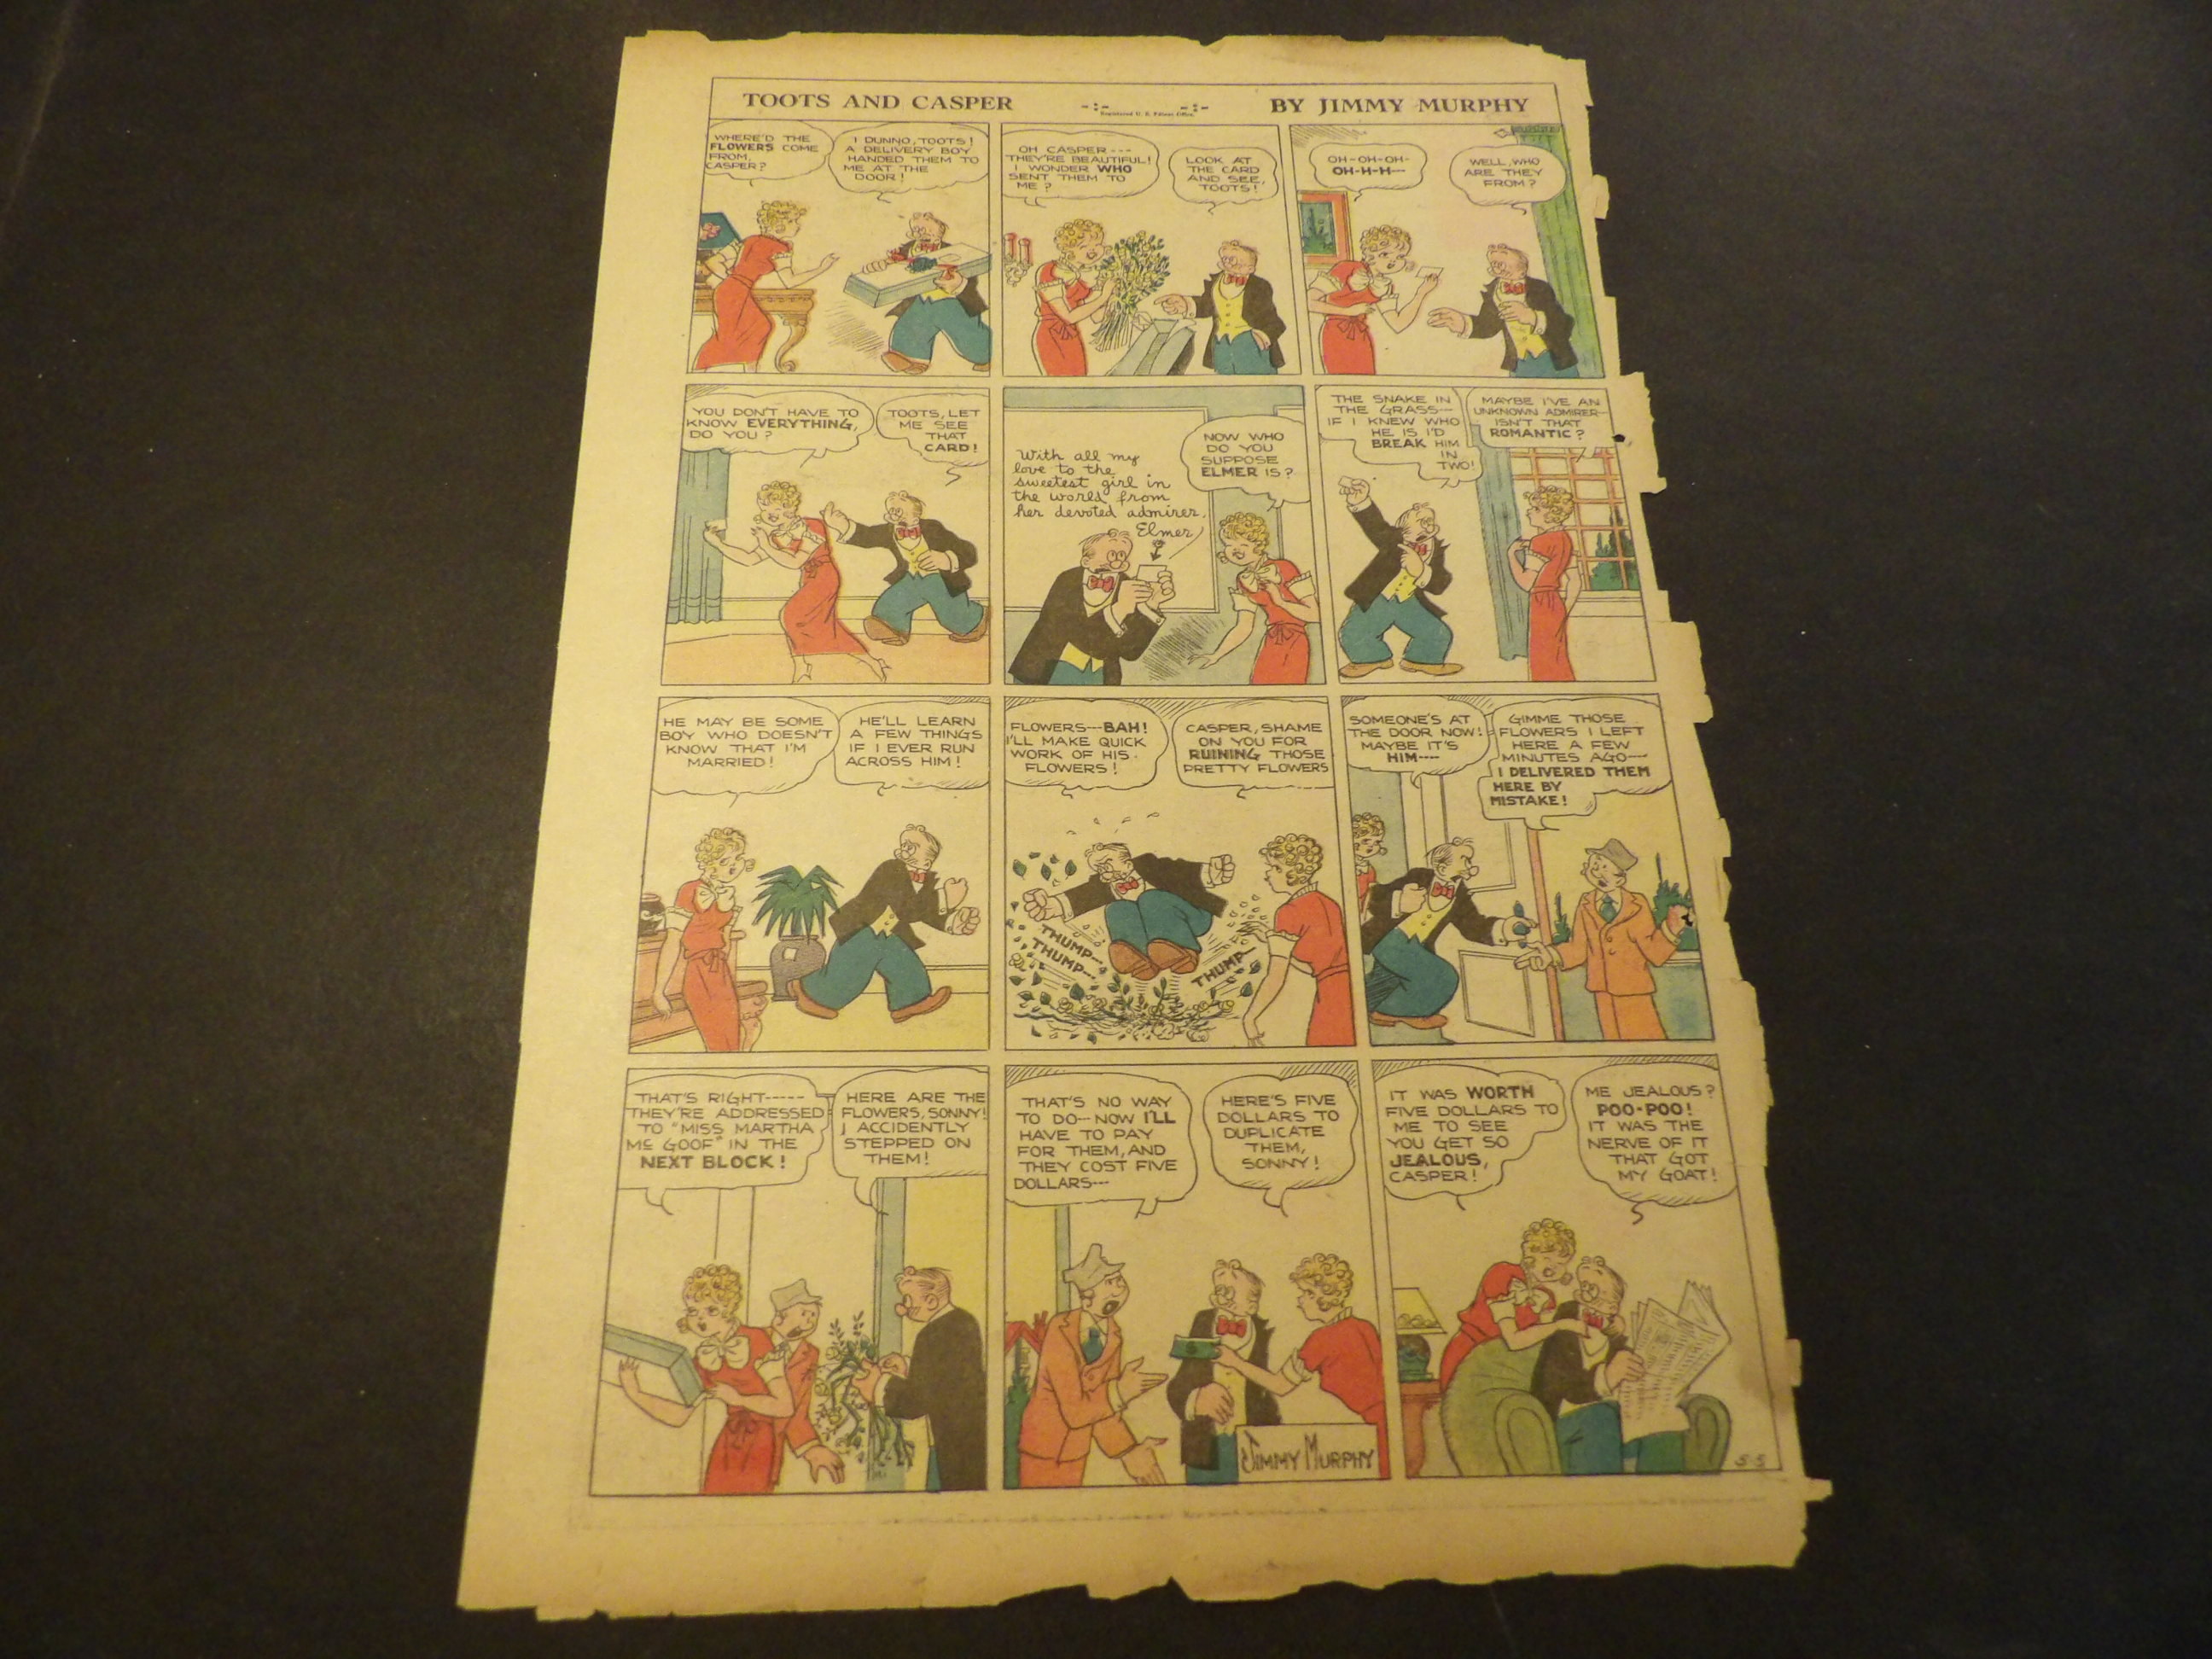 TOOTS AND CASPER
-:-
Registered U. S. Patent Office
-:-
BY JIMMY MURPHY
WHERE'D THE
FLOWERS COME
FROM,
CASPER?
I DUNNO, TOOTS!
A DELIVERY BOY
HANDED THEM TO
ME AT THE
DOOR!
OH CASPER---
THEY'RE BEAUTIFUL!
I WONDER WHO
SENT THEM TO
ME?
LOOK AT
THE CARD
AND SEE,
TOOTS!
OH-OH-OH-
OH-H-H---
WELL, WHO
ARE THEY
FROM?
YOU DON'T HAVE TO
KNOW EVERYTHING,
DO YOU?
TOOTS, LET
ME SEE
THAT
CARD!
With all my
love to the
sweetest girl in
the world from
her devoted admirer.
Elmer
NOW WHO
DO YOU
SUPPOSE
ELMER IS?
THE SNAKE IN
THE GRASS---
IF I KNEW WHO
HE IS I'D
BREAK HIM
IN
TWO!
MAYBE I'VE AN
UNKNOWN ADMIRER--
ISN'T THAT
ROMANTIC?
HE MAY BE SOME
BOY WHO DOESN'T
KNOW THAT I'M
MARRIED!
HE'LL LEARN
A FEW THINGS
IF I EVER RUN
ACROSS HIM!
FLOWERS---BAH!
I'LL MAKE QUICK
WORK OF HIS
FLOWERS!
CASPER, SHAME
ON YOU FOR
RUINING THOSE
PRETTY FLOWERS
THUMP---
THUMP---
THUMP---
SOMEONE'S AT
THE DOOR NOW!
MAYBE IT'S
HIM----
GIMME THOSE
FLOWERS I LEFT
HERE A FEW
MINUTES AGO---
I DELIVERED THEM
HERE BY
MISTAKE!
THAT'S RIGHT-----
THEY'RE ADDRESSED
TO "MISS MARTHA
Mc GOOF" IN THE
NEXT BLOCK!
HERE ARE THE
FLOWERS, SONNY!
I ACCIDENTLY
STEPPED ON
THEM!
THAT'S NO WAY
TO DO---NOW I'LL
HAVE TO PAY
FOR THEM, AND
THEY COST FIVE
DOLLARS---
HERE'S FIVE
DOLLARS TO
DUPLICATE
THEM,
SONNY!
JIMMY MURPHY
IT WAS WORTH
FIVE DOLLARS TO
ME TO SEE
YOU GET SO
JEALOUS,
CASPER!
ME JEALOUS?
POO-POO!
IT WAS THE
NERVE OF IT
THAT GOT
MY GOAT!
5-5